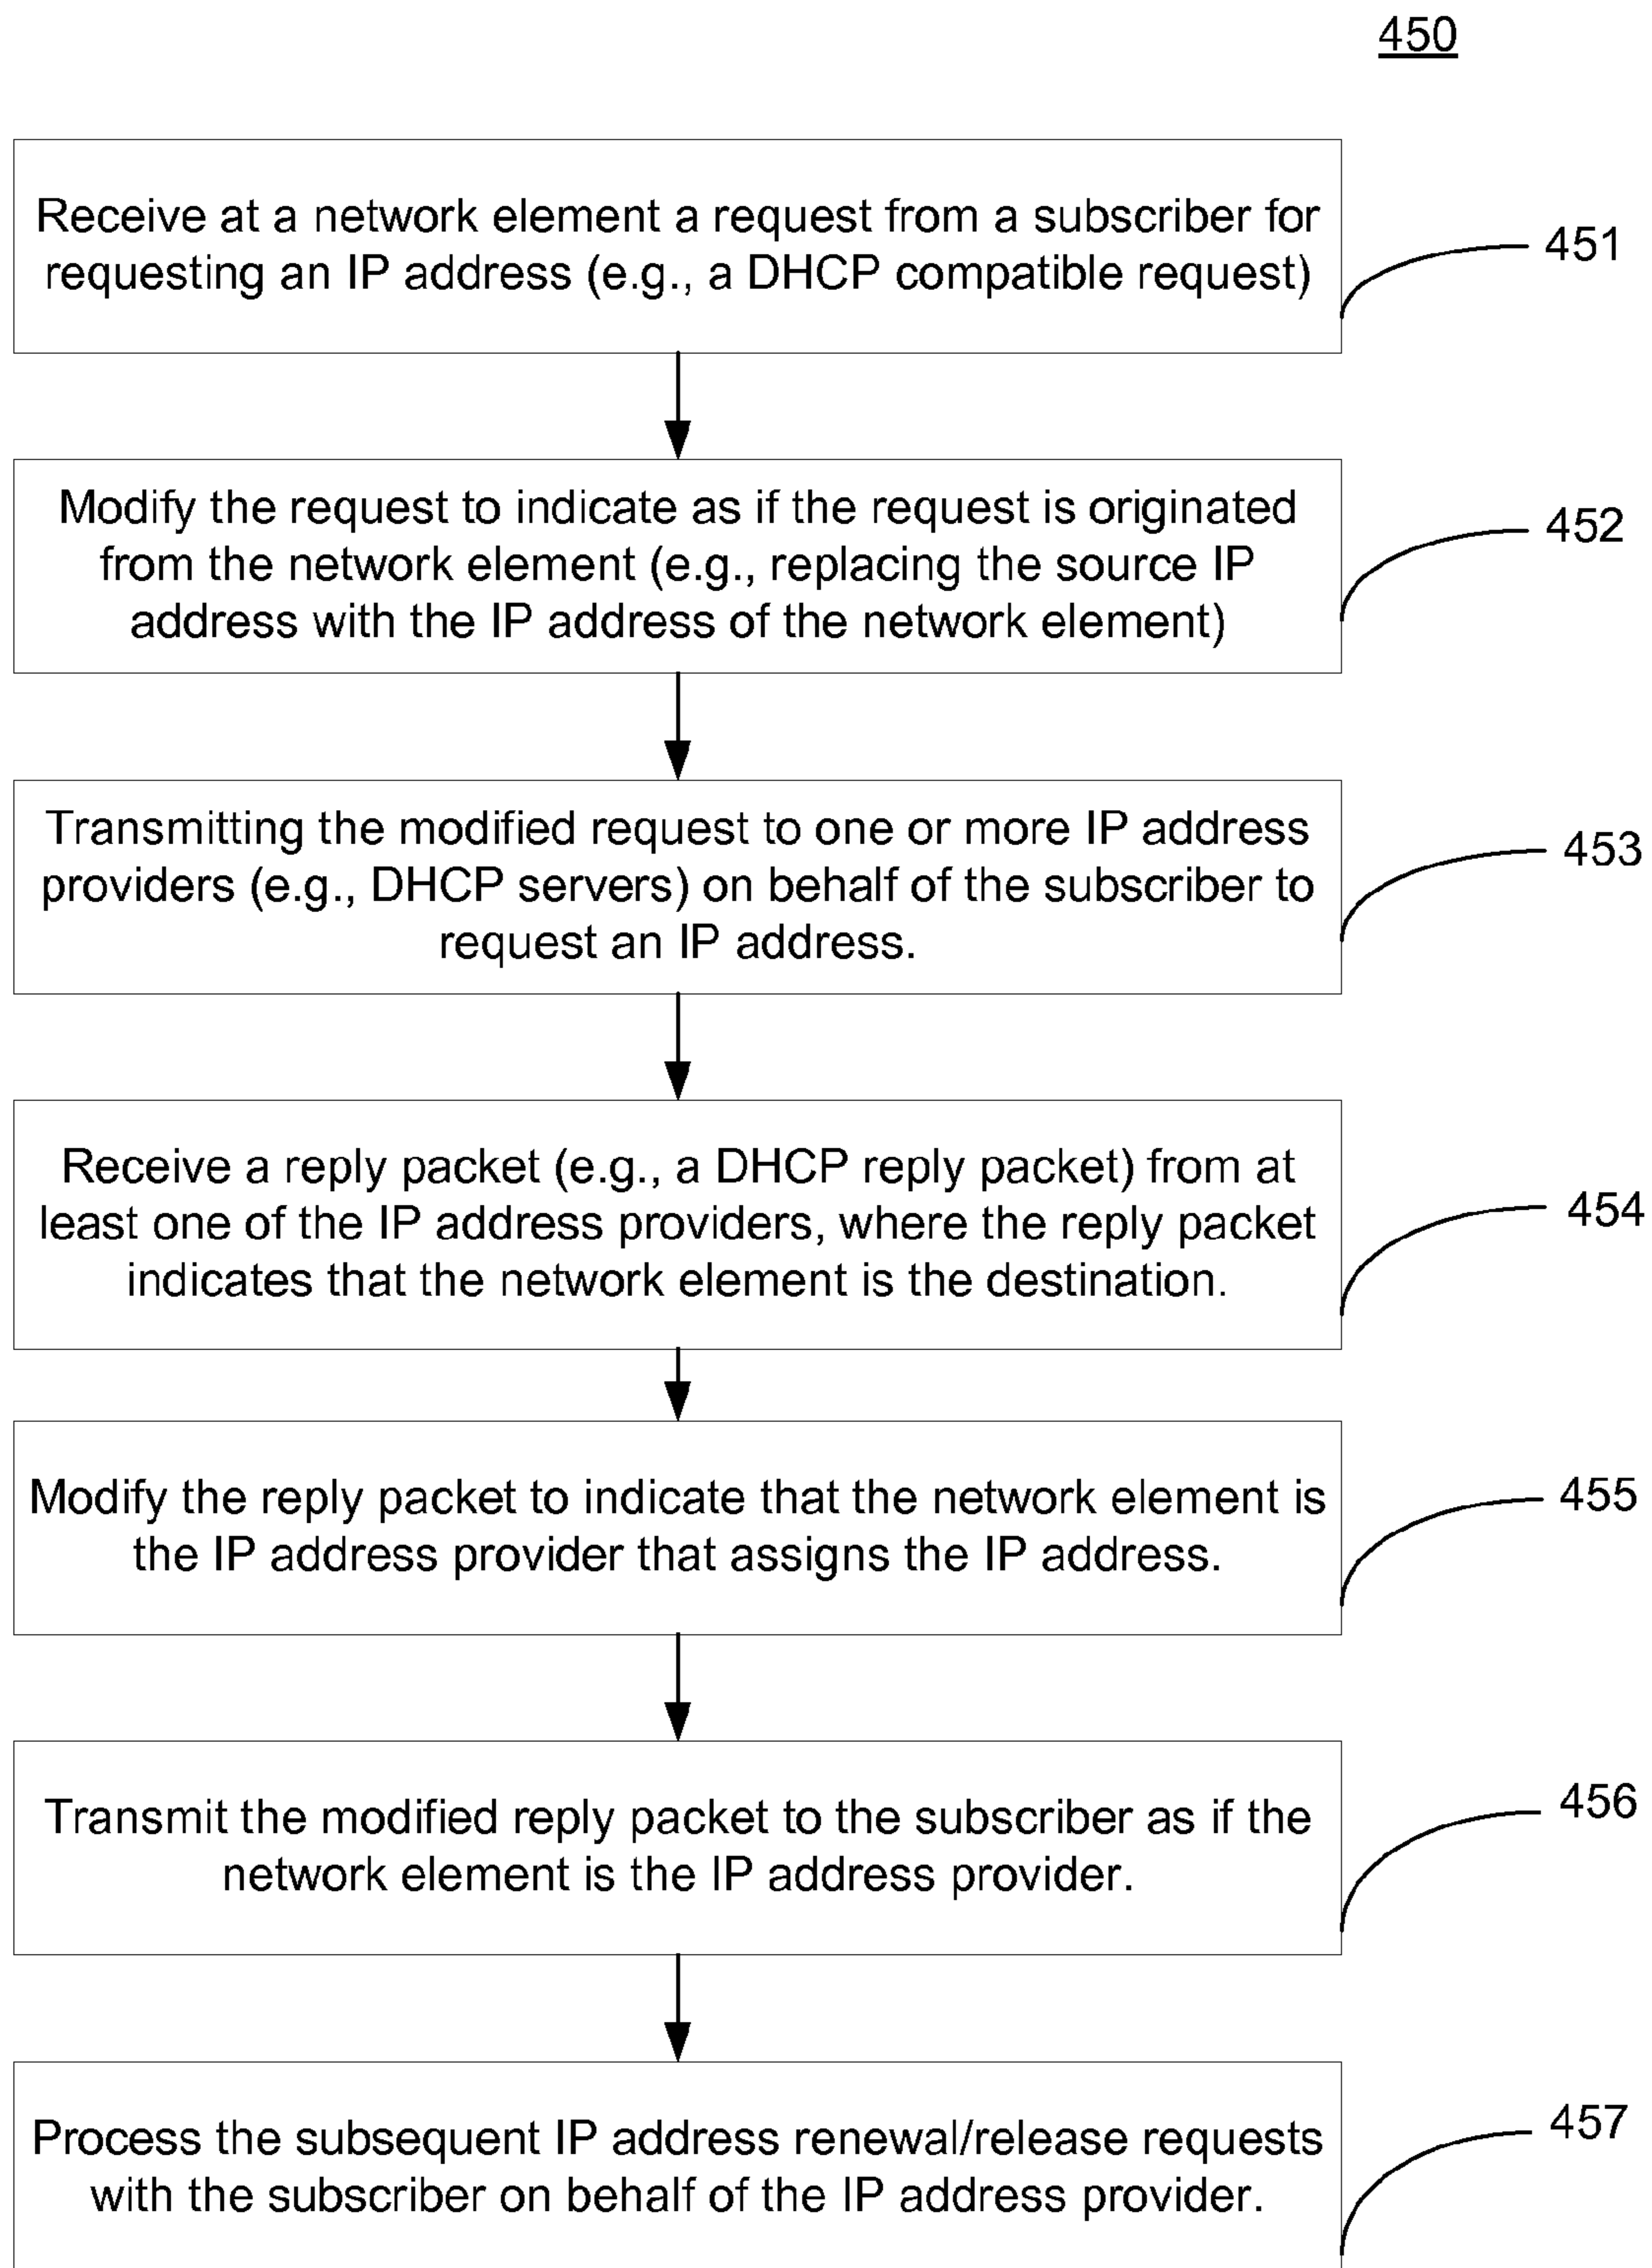 450
Receive at a network element a request from a subscriber for
requesting an IP address (e.g., a DHCP compatible request)
451
Modify the request to indicate as if the request is originated
from the network element (e.g., replacing the source IP
address with the IP address of the network element)
452
Transmitting the modified request to one or more IP address
providers (e.g., DHCP servers) on behalf of the subscriber to
request an IP address.
453
Receive a reply packet (e.g., a DHCP reply packet) from at
least one of the IP address providers, where the reply packet
indicates that the network element is the destination.
454
Modify the reply packet to indicate that the network element is
the IP address provider that assigns the IP address.
455
Transmit the modified reply packet to the subscriber as if the
network element is the IP address provider.
456
Process the subsequent IP address renewal/release requests
with the subscriber on behalf of the IP address provider.
457